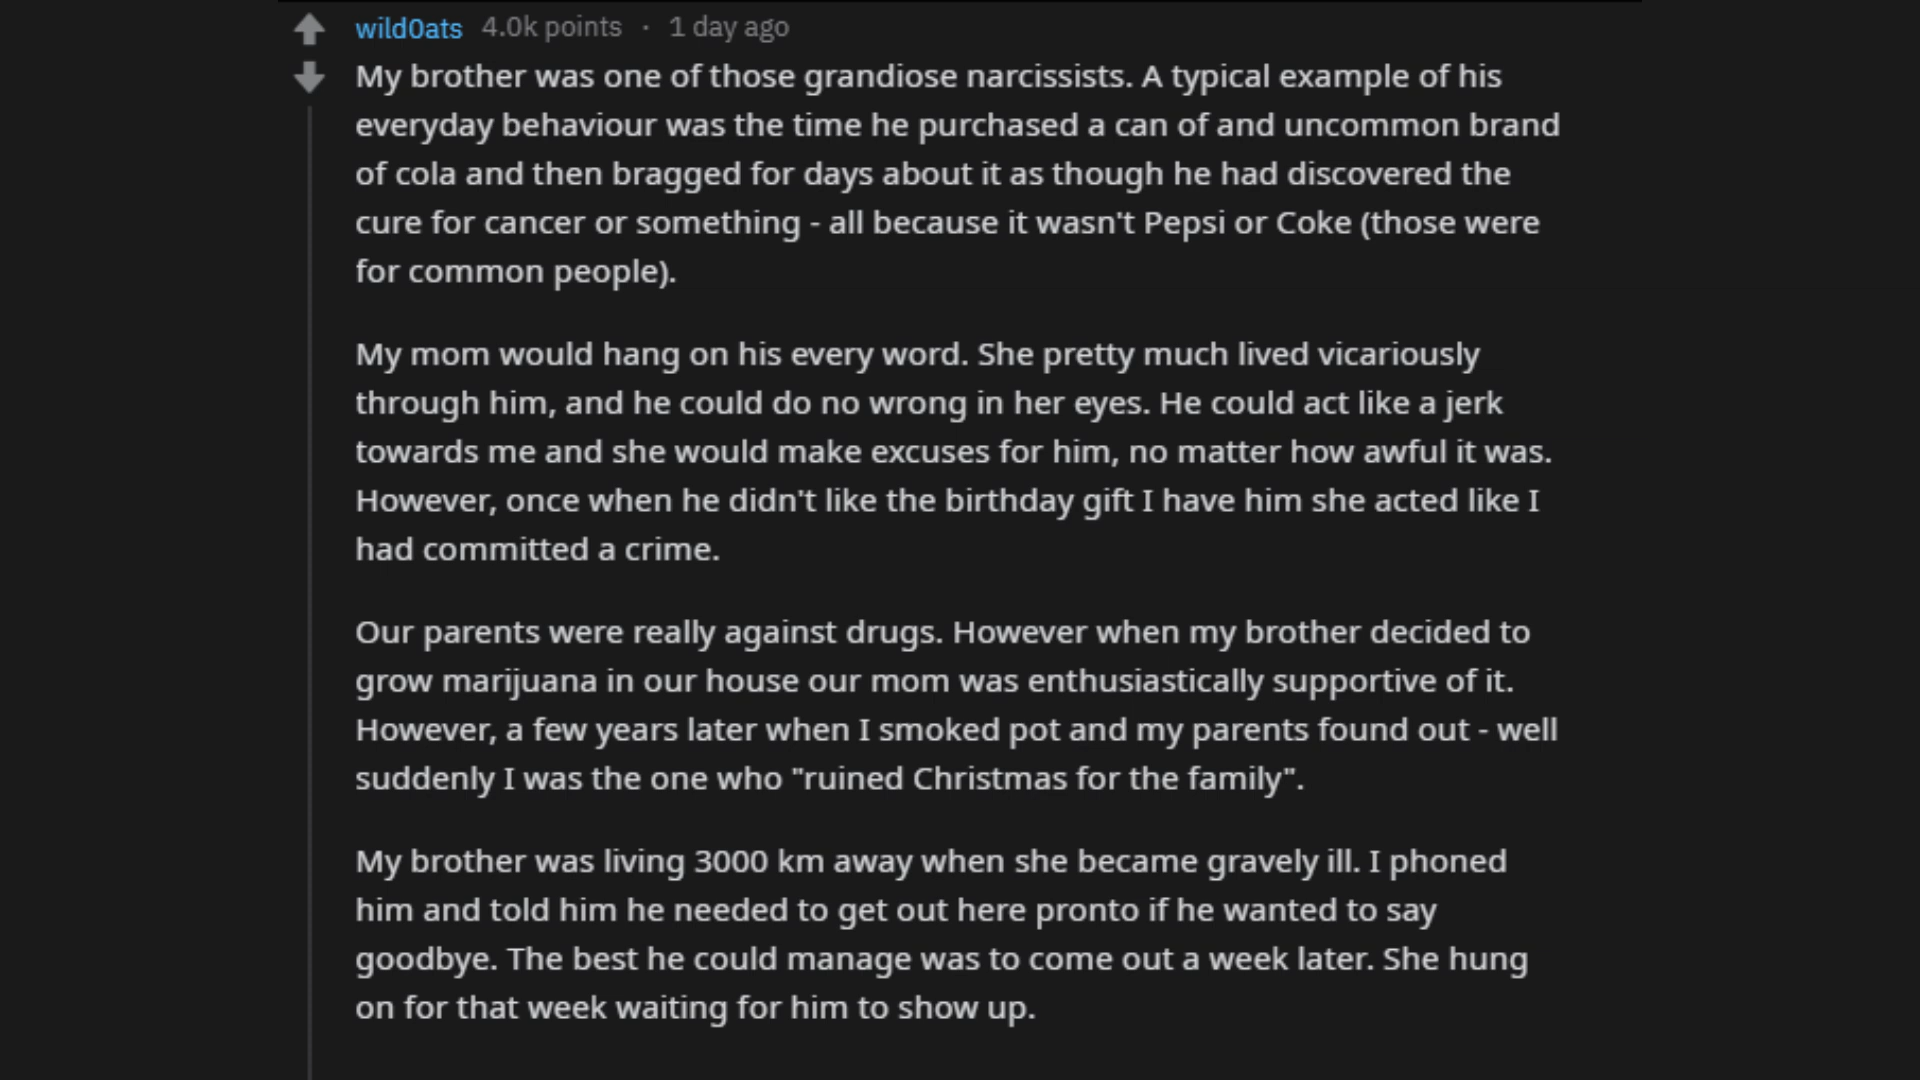 wild0ats 4.0k points · 1 day ago
My brother was one of those grandiose narcissists. A typical example of his
everyday behaviour was the time he purchased a can of and uncommon brand
of cola and then bragged for days about it as though he had discovered the
cure for cancer or something - all because it wasn't Pepsi or Coke (those were
for common people).
My mom would hang on his every word. She pretty much lived vicariously
through him, and he could do no wrong in her eyes. He could act like a jerk
towards me and she would make excuses for him, no matter how awful it was.
However, once when he didn't like the birthday gift I have him she acted like I
had committed a crime.
Our parents were really against drugs. However when my brother decided to
grow marijuana in our house our mom was enthusiastically supportive of it.
However, a few years later when I smoked pot and my parents found out - well
suddenly I was the one who "ruined Christmas for the family".
My brother was living 3000 km away when she became gravely ill. I phoned
him and told him he needed to get out here pronto if he wanted to say
goodbye. The best he could manage was to come out a week later. She hung
on for that week waiting for him to show up.